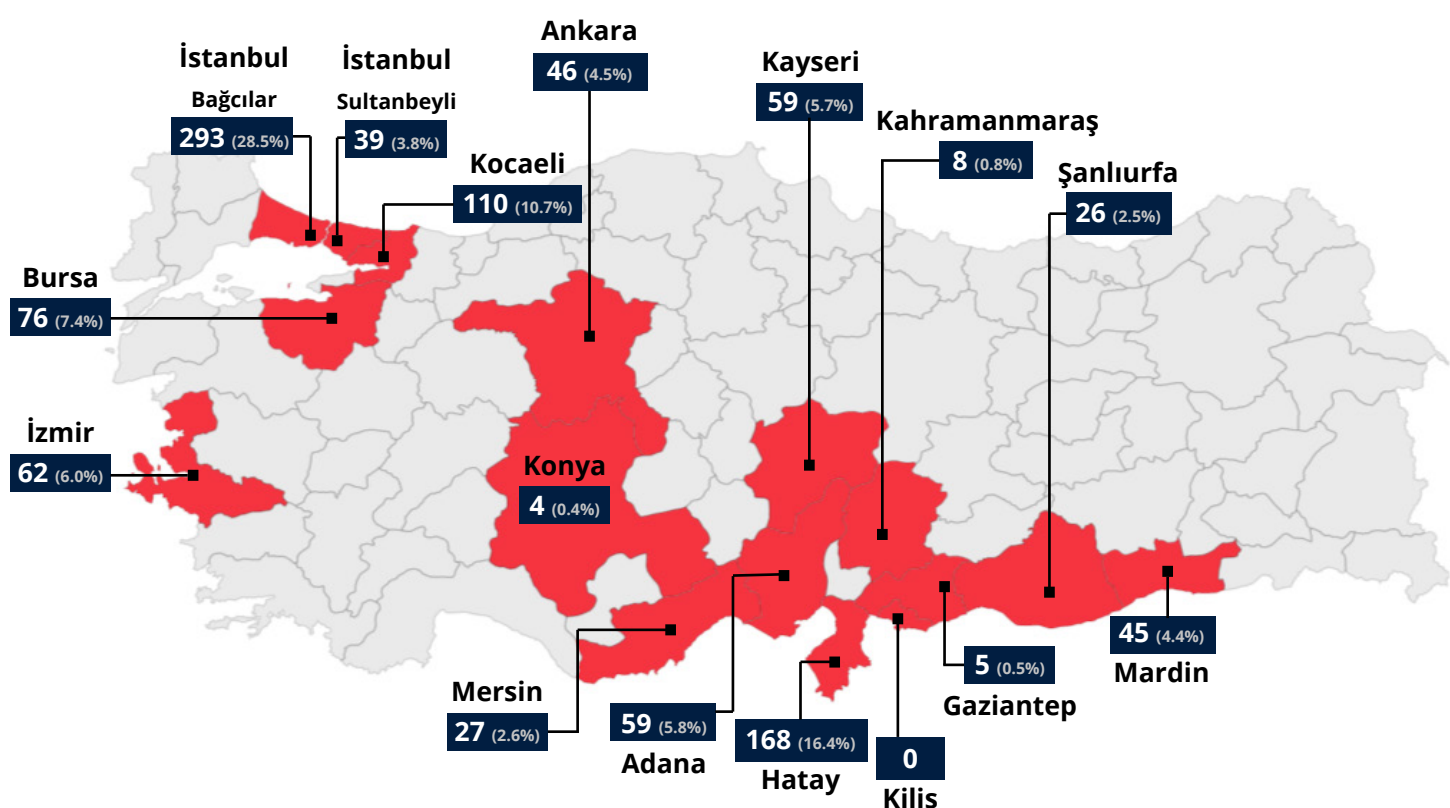 İstanbul
Bağcılar
293 (28.5%)
İstanbul
Sultanbeyli
39 (3.8%)
Kocaeli
110 (10.7%)
Ankara
46 (4.5%)
Kayseri
59 (5.7%)
Kahramanmaraş
8 (0.8%)
Şanlıurfa
26 (2.5%)
Bursa
76 (7.4%)
İzmir
62 (6.0%)
Konya
4 (0.4%)
Mersin
27 (2.6%)
59 (5.8%)
Adana
168 (16.4%)
Hatay
0
Kilis
5 (0.5%)
Gaziantep
45 (4.4%)
Mardin